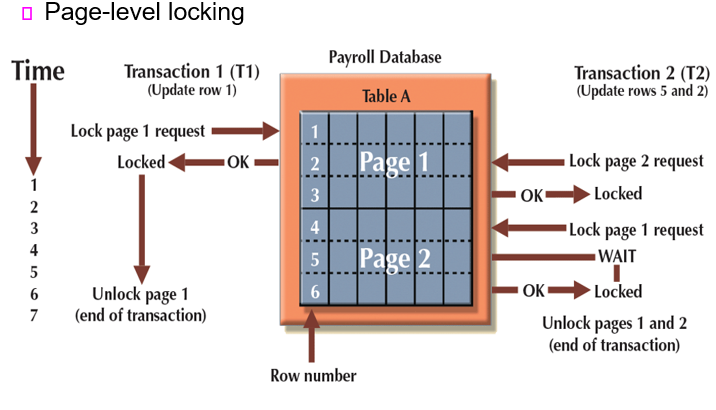 Page-level locking
Payroll Database
Time
Transaction 1 (T1)
(Update row 1)
Table A
Transaction 2 (T2)
(Update rows 5 and 2)
Lock page 1 request
Locked
OK
1
2
3
4
5
6
Page 1
Page 2
Lock page 2 request
OK
Locked
Lock page 1 request
WAIT
OK
Locked
1
2
3
4
5
6
7
Unlock page 1
(end of transaction)
Unlock pages 1 and 2
(end of transaction)
Row number